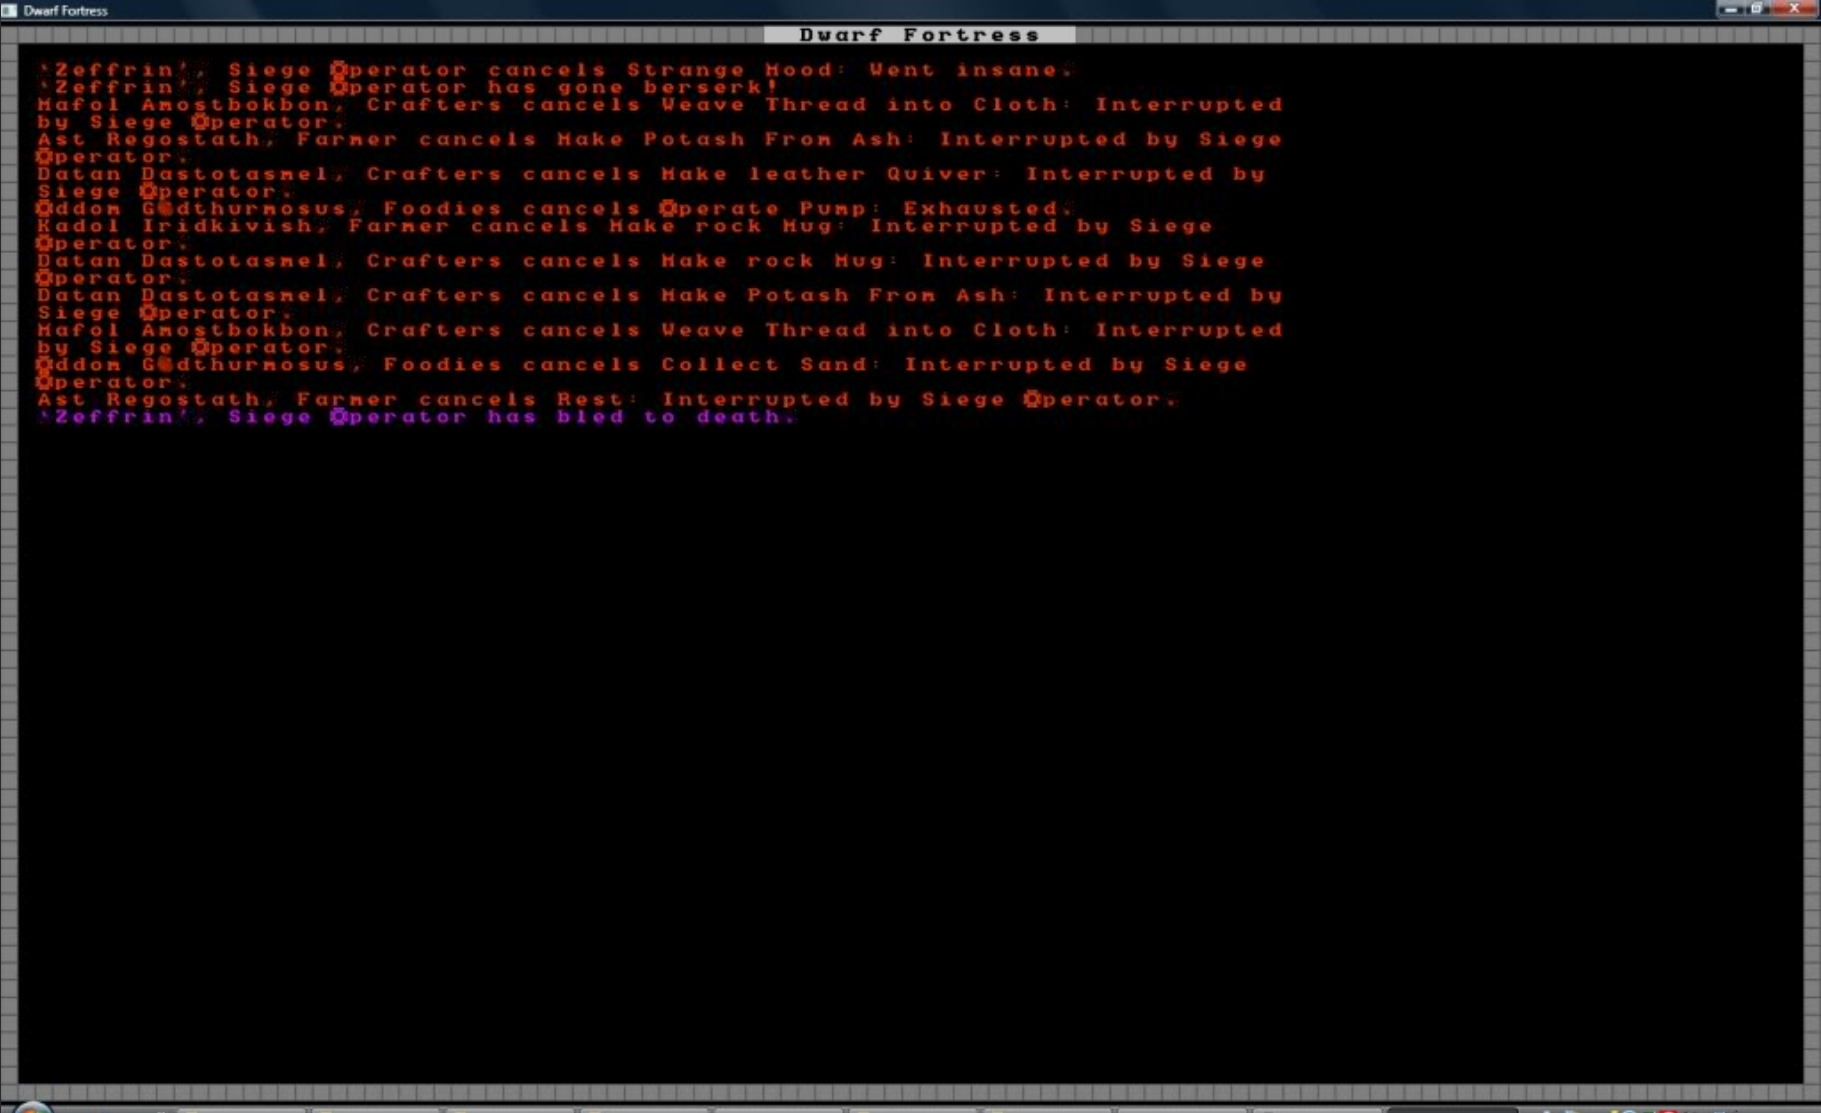 Dwarf Fortress
Dwarf Fortress
`Zeffrin', Siege Operator cancels Strange Mood: Went insane.
`Zeffrin', Siege Operator has gone berserk!
Mafol Amostbokbon, Crafters cancels Weave Thread into Cloth: Interrupted
by Siege Operator.
Ast Regostath, Farmer cancels Make Potash From Ash: Interrupted by Siege
Operator.
Datan Dastotasmel, Crafters cancels Make leather Quiver: Interrupted by
Siege Operator.
Oddom Godthurmosus, Foodies cancels Operate Pump: Exhausted.
Kadol Iridkivish, Farmer cancels Make rock Mug: Interrupted by Siege
Operator.
Datan Dastotasmel, Crafters cancels Make rock Mug: Interrupted by Siege
Operator.
Datan Dastotasmel, Crafters cancels Make Potash From Ash: Interrupted by
Siege Operator.
Mafol Amostbokbon, Crafters cancels Weave Thread into Cloth: Interrupted
by Siege Operator.
Oddom Godthurmosus, Foodies cancels Collect Sand: Interrupted by Siege
Operator.
Ast Regostath, Farmer cancels Rest: Interrupted by Siege Operator.
`Zeffrin', Siege Operator has bled to death.